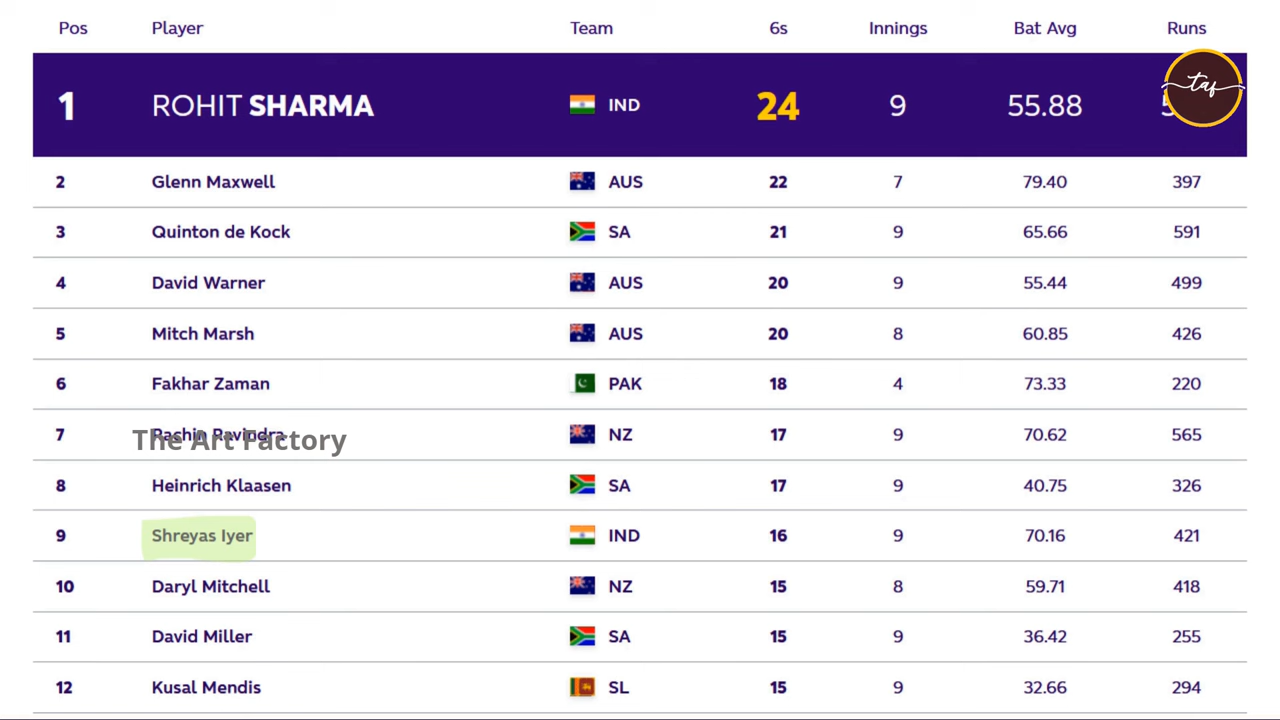 Pos Player Team 6s Innings Bat Avg Runs
1 ROHIT SHARMA IND 24 9 55.88
taf
2 Glenn Maxwell AUS 22 7 79.40 397
3 Quinton de Kock SA 21 9 65.66 591
4 David Warner AUS 20 9 55.44 499
5 Mitch Marsh AUS 20 8 60.85 426
6 Fakhar Zaman PAK 18 4 73.33 220
7 Rachin Ravindra NZ 17 9 70.62 565
The Art Factory
8 Heinrich Klaasen SA 17 9 40.75 326
9 Shreyas Iyer IND 16 9 70.16 421
10 Daryl Mitchell NZ 15 8 59.71 418
11 David Miller SA 15 9 36.42 255
12 Kusal Mendis SL 15 9 32.66 294